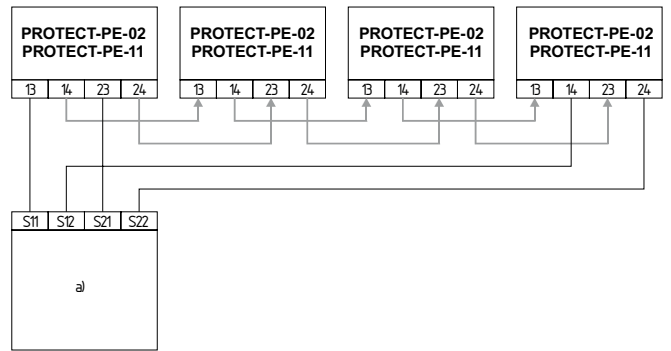 PROTECT-PE-02 PROTECT-PE-02 PROTECT-PE-02 PROTECT-PE-02
PROTECT-PE-11 PROTECT-PE-11 PROTECT-PE-11 PROTECT-PE-11
13 14 23 24 13 14 23 24 13 14 23 24 13 14 23 24
S11 S12 S21 S22
a)